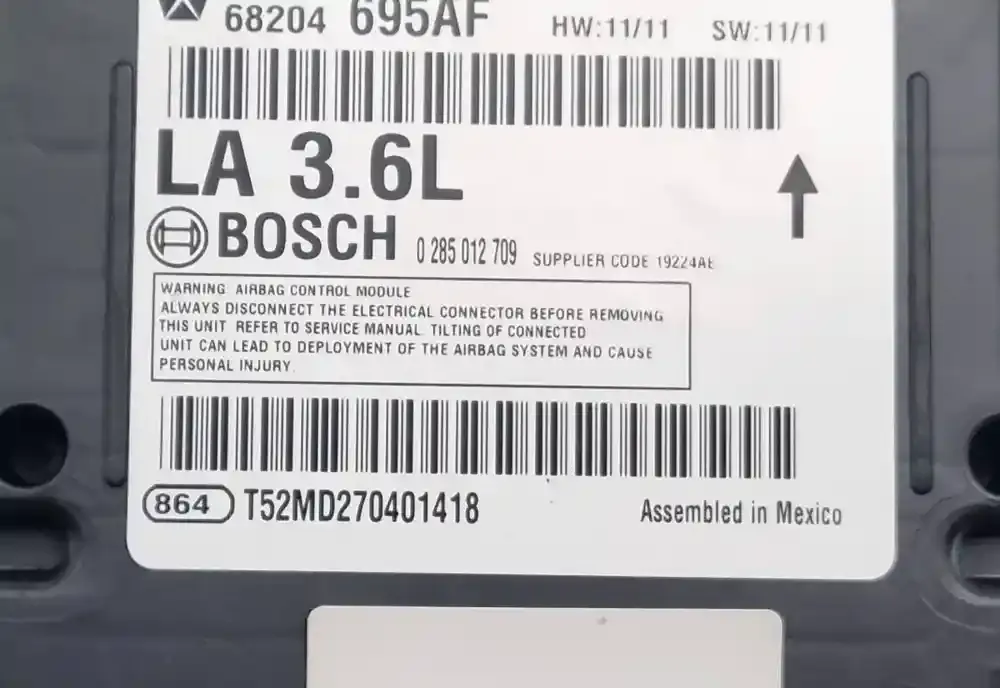 68204 695AF HW:11/11 SW:11/11
LA 3.6L
BOSCH 0 285 012 709 SUPPLIER CODE 19224AE
WARNING AIRBAG CONTROL MODULE
ALWAYS DISCONNECT THE ELECTRICAL CONNECTOR BEFORE REMOVING
THIS UNIT REFER TO SERVICE MANUAL. TILTING OF CONNECTED
UNIT CAN LEAD TO DEPLOYMENT OF THE AIRBAG SYSTEM AND CAUSE
PERSONAL INJURY.
864 T52MD270401418 Assembled in Mexico